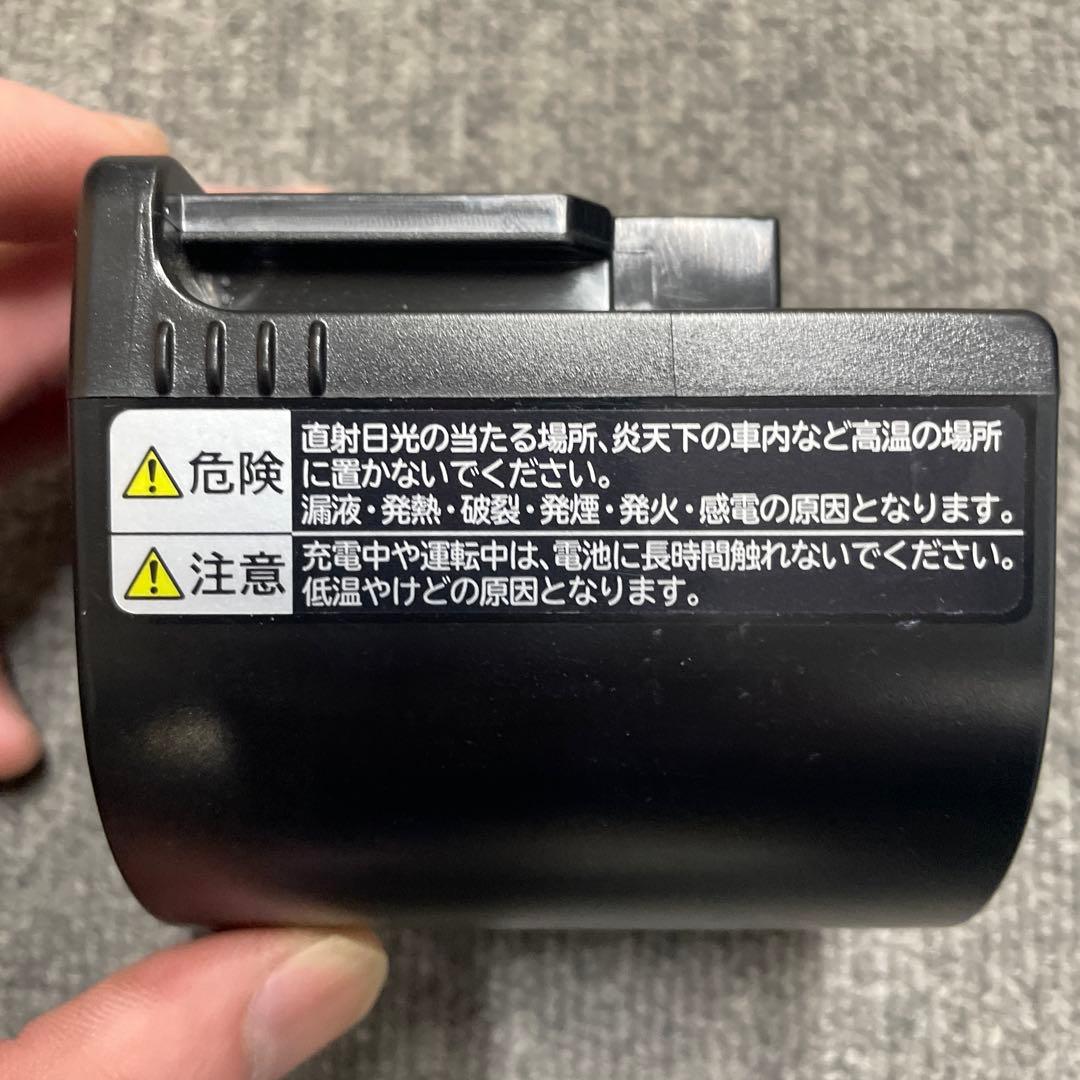 危険
直射日光の当たる場所、炎天下の車内など高温の場所
に置かないでください。
漏液・発熱・破裂・発煙・発火・感電の原因となります。
注意
充電中や運転中は、電池に長時間触れないでください。
低温やけどの原因となります。